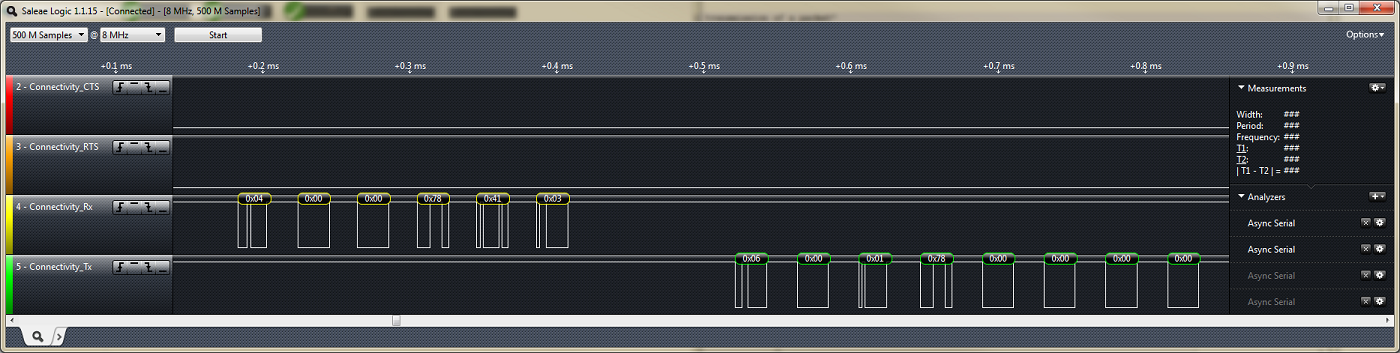 Saleae Logic 1.1.15 - [Connected] - [8 MHz, 500 M Samples]
500 M Samples @ 8 MHz Start Options
+0.1 ms +0.2 ms +0.3 ms +0.4 ms +0.5 ms +0.6 ms +0.7 ms +0.8 ms +0.9 ms
2 - Connectivity_CTS
3 - Connectivity_RTS
4 - Connectivity_Rx
0x04 0x00 0x00 0x78 0x41 0x03
5 - Connectivity_Tx
0x06 0x00 0x01 0x78 0x00 0x00 0x00 0x00
Measurements
Width: ###
Period: ###
Frequency: ###
T1: ###
T2: ###
| T1 - T2 | = ###
Analyzers
Async Serial
Async Serial
Async Serial
Async Serial